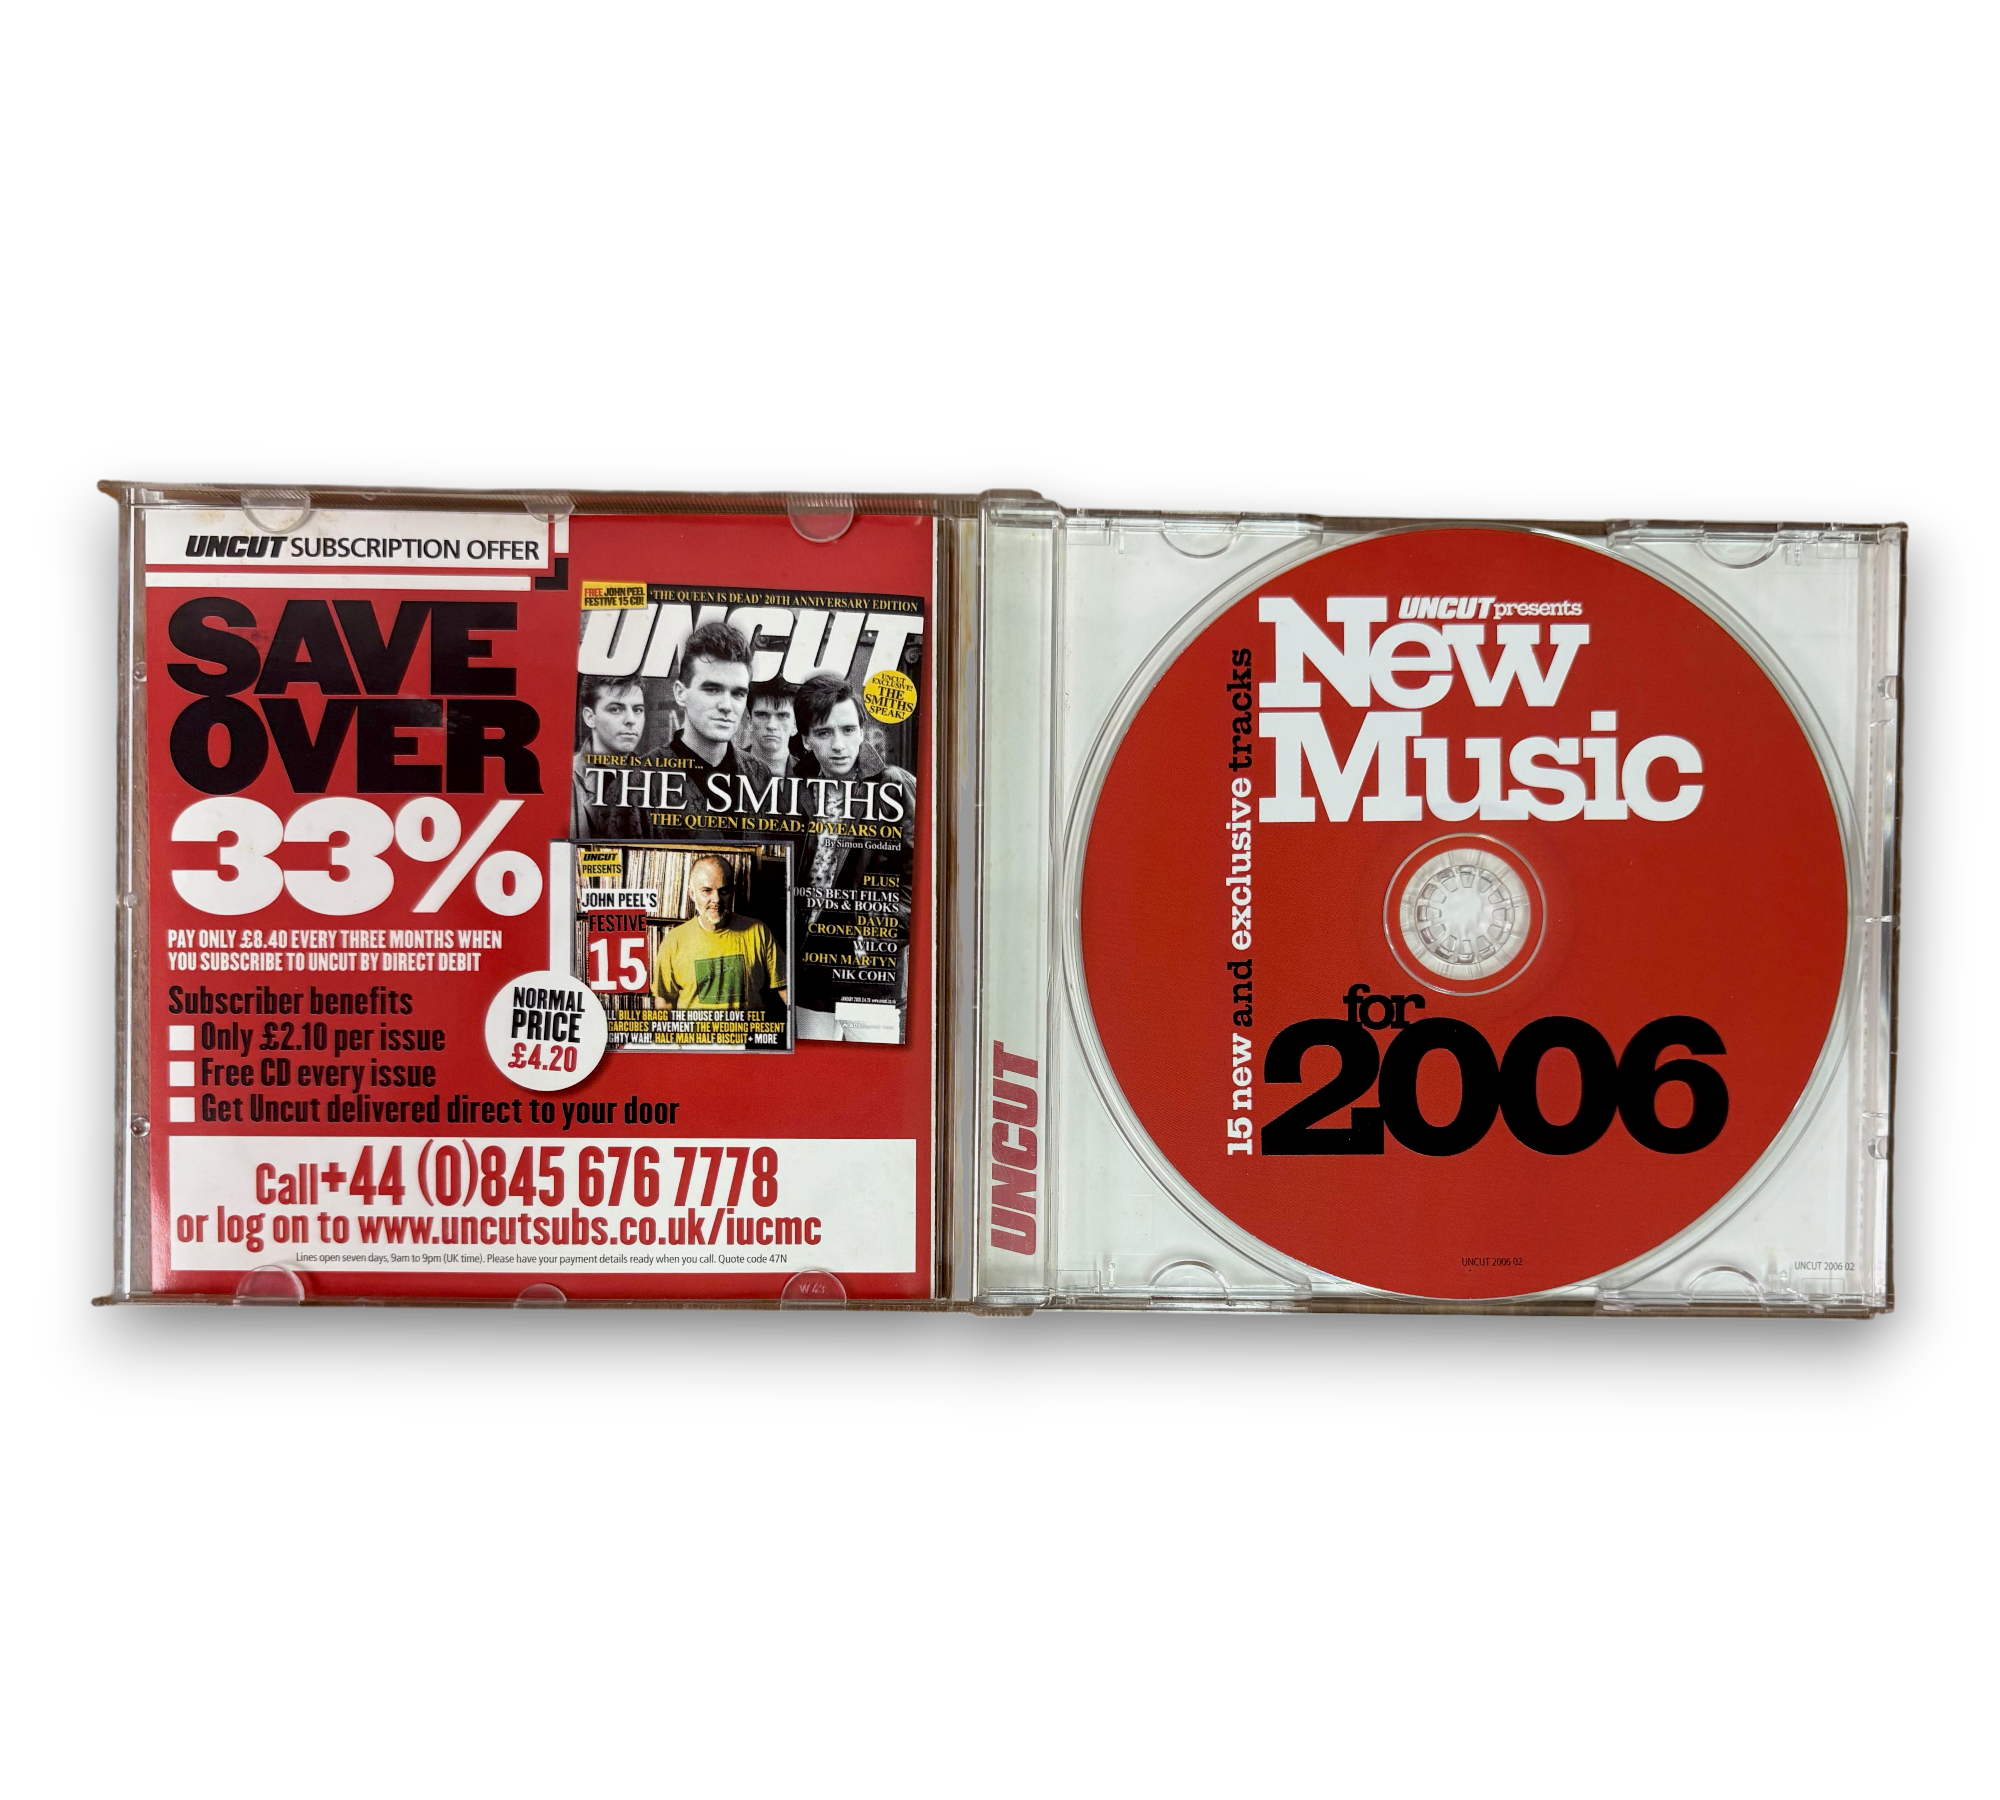 UNCUT SUBSCRIPTION OFFER
SAVE
OVER
33%
PAY ONLY £8.40 EVERY THREE MONTHS WHEN
YOU SUBSCRIBE TO UNCUT BY DIRECT DEBIT
Subscriber benefits
Only £2.10 per issue
Free CD every issue
Get Uncut delivered direct to your door
NORMAL
PRICE
£4.20
Call+44 (0)845 676 7778
or log on to www.uncutsubs.co.uk/iucmc
Lines open seven days, 9am to 9pm (UK time). Please have your payment details ready when you call. Quote code 47N
FREE JOHN PEEL
FESTIVE 15 CD!
'THE QUEEN IS DEAD' 20TH ANNIVERSARY EDITION
UNCUT
UNCUT
EXCLUSIVE!
THE
SMITHS
SPEAK!
THERE IS A LIGHT...
THE SMITHS
THE QUEEN IS DEAD: 20 YEARS ON
By Simon Goddard
PLUS!
005'S BEST FILMS
DVDs & BOOKS
DAVID
CRONENBERG
WILCO
JOHN MARTYN
NIK COHN
UNCUT
PRESENTS
JOHN PEEL'S
FESTIVE
15
LL BILLY BRAGG THE HOUSE OF LOVE FELT
GARCUBES PAVEMENT THE WEDDING PRESENT
GHTY WAH! HALF MAN HALF BISCUIT + MORE
W 43
UNCUT
UNCUT presents
New
Music
for
2006
15 new and exclusive tracks
UNCUT 2006 02
UNCUT 2006 02